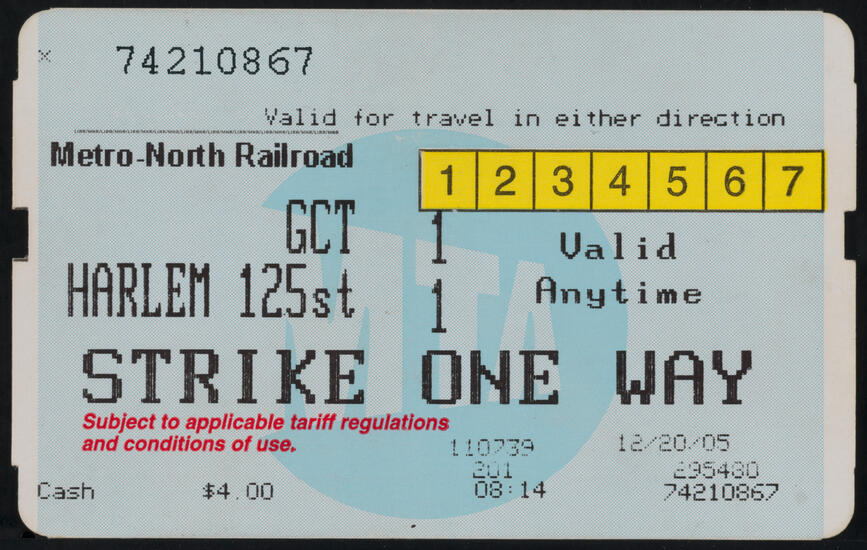 × 74210867
Valid for travel in either direction
Metro-North Railroad
1 2 3 4 5 6 7
GCT 1 Valid
HARLEM 125st 1 Anytime
MTA
STRIKE ONE WAY
Subject to applicable tariff regulations
and conditions of use.
110739 12/20/05
201 295480
Cash $4.00 08:14 74210867